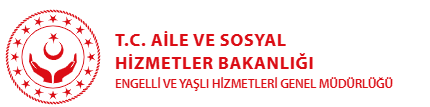 T.C. AİLE VE SOSYAL
HİZMETLER BAKANLIĞI
ENGELLİ VE YAŞLI HİZMETLERİ GENEL MÜDÜRLÜĞÜ